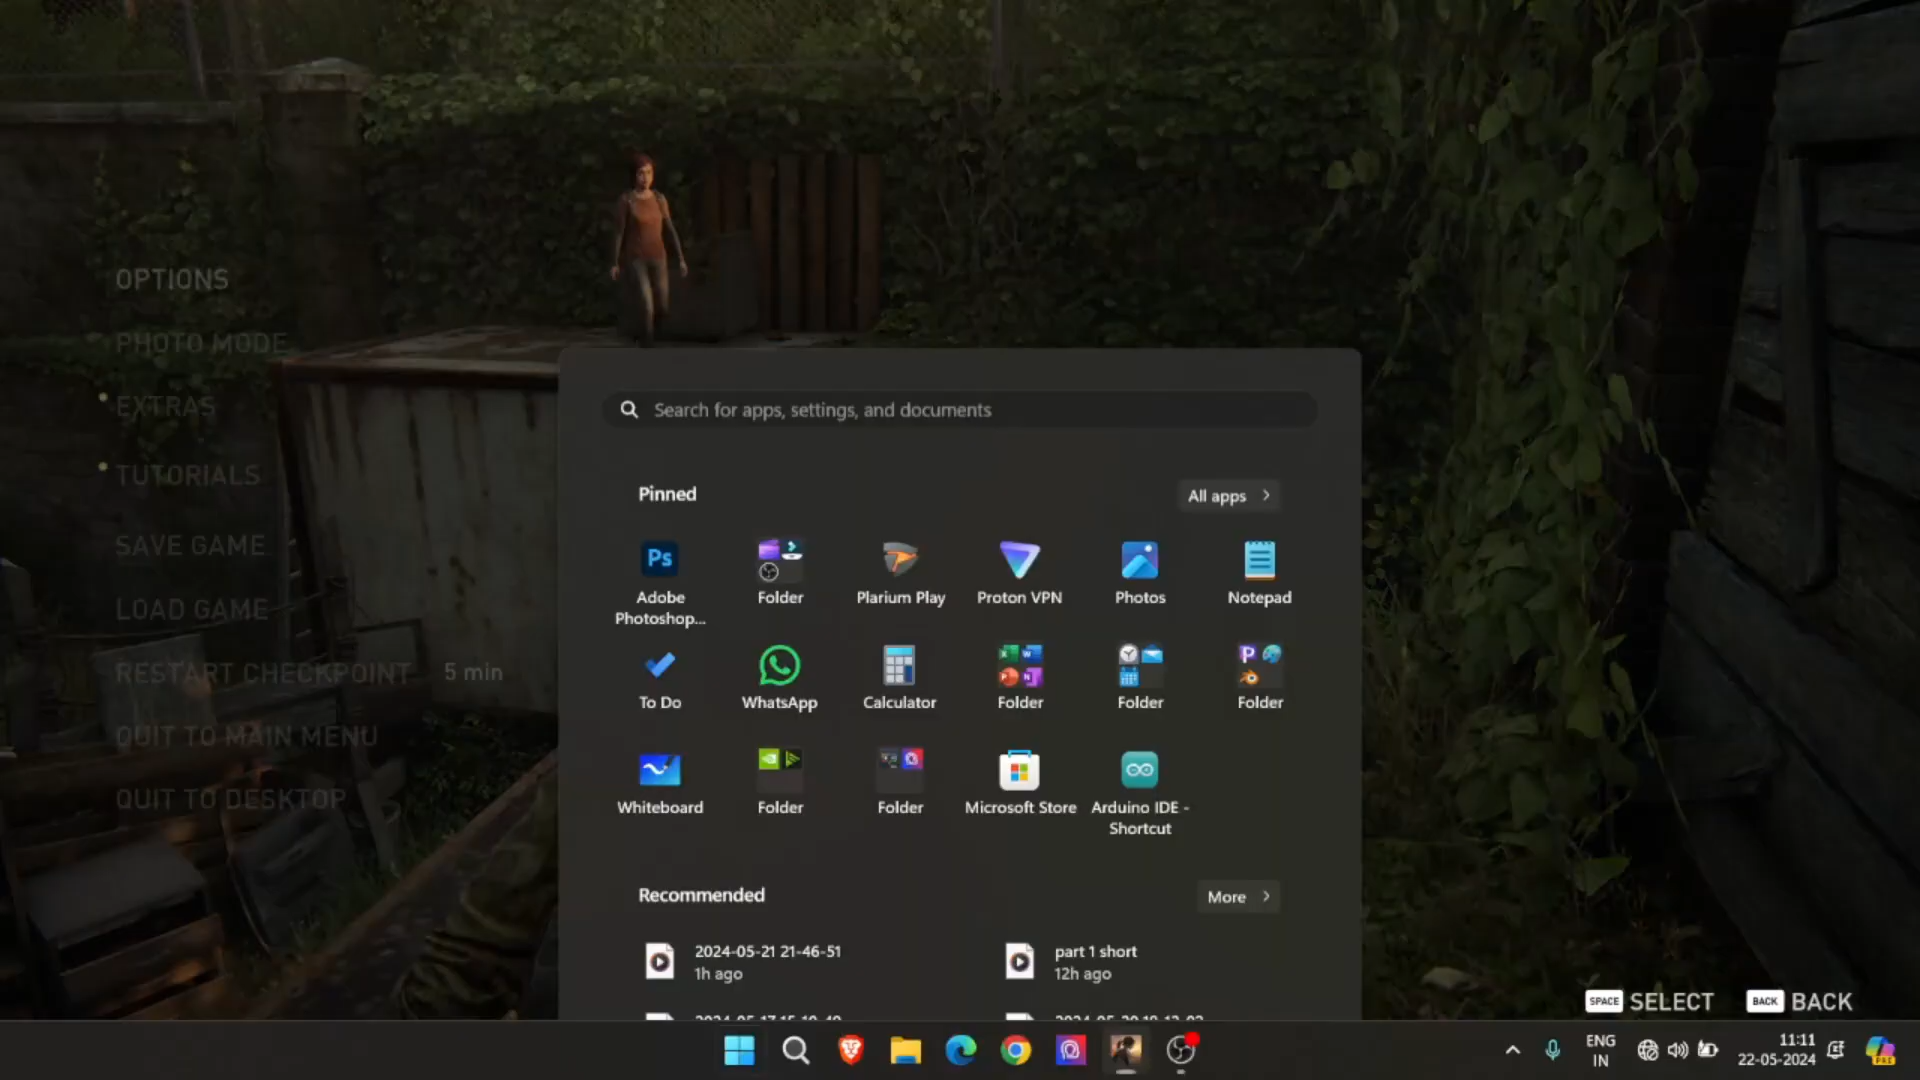 OPTIONS
PHOTO MODE
EXTRAS
TUTORIALS
SAVE GAME
LOAD GAME
RESTART CHECKPOINT 5 min
QUIT TO MAIN MENU
QUIT TO DESKTOP
Search for apps, settings, and documents
Pinned
All apps
Ps
Adobe
Photoshop...
Folder
Plarium Play
Proton VPN
Photos
Notepad
To Do
WhatsApp
Calculator
Folder
Folder
Folder
Whiteboard
Folder
Folder
Microsoft Store
Arduino IDE -
Shortcut
Recommended
More
2024-05-21 21-46-51
1h ago
part 1 short
12h ago
SPACE SELECT
BACK BACK
ENG
IN
11:11
22-05-2024
PRE